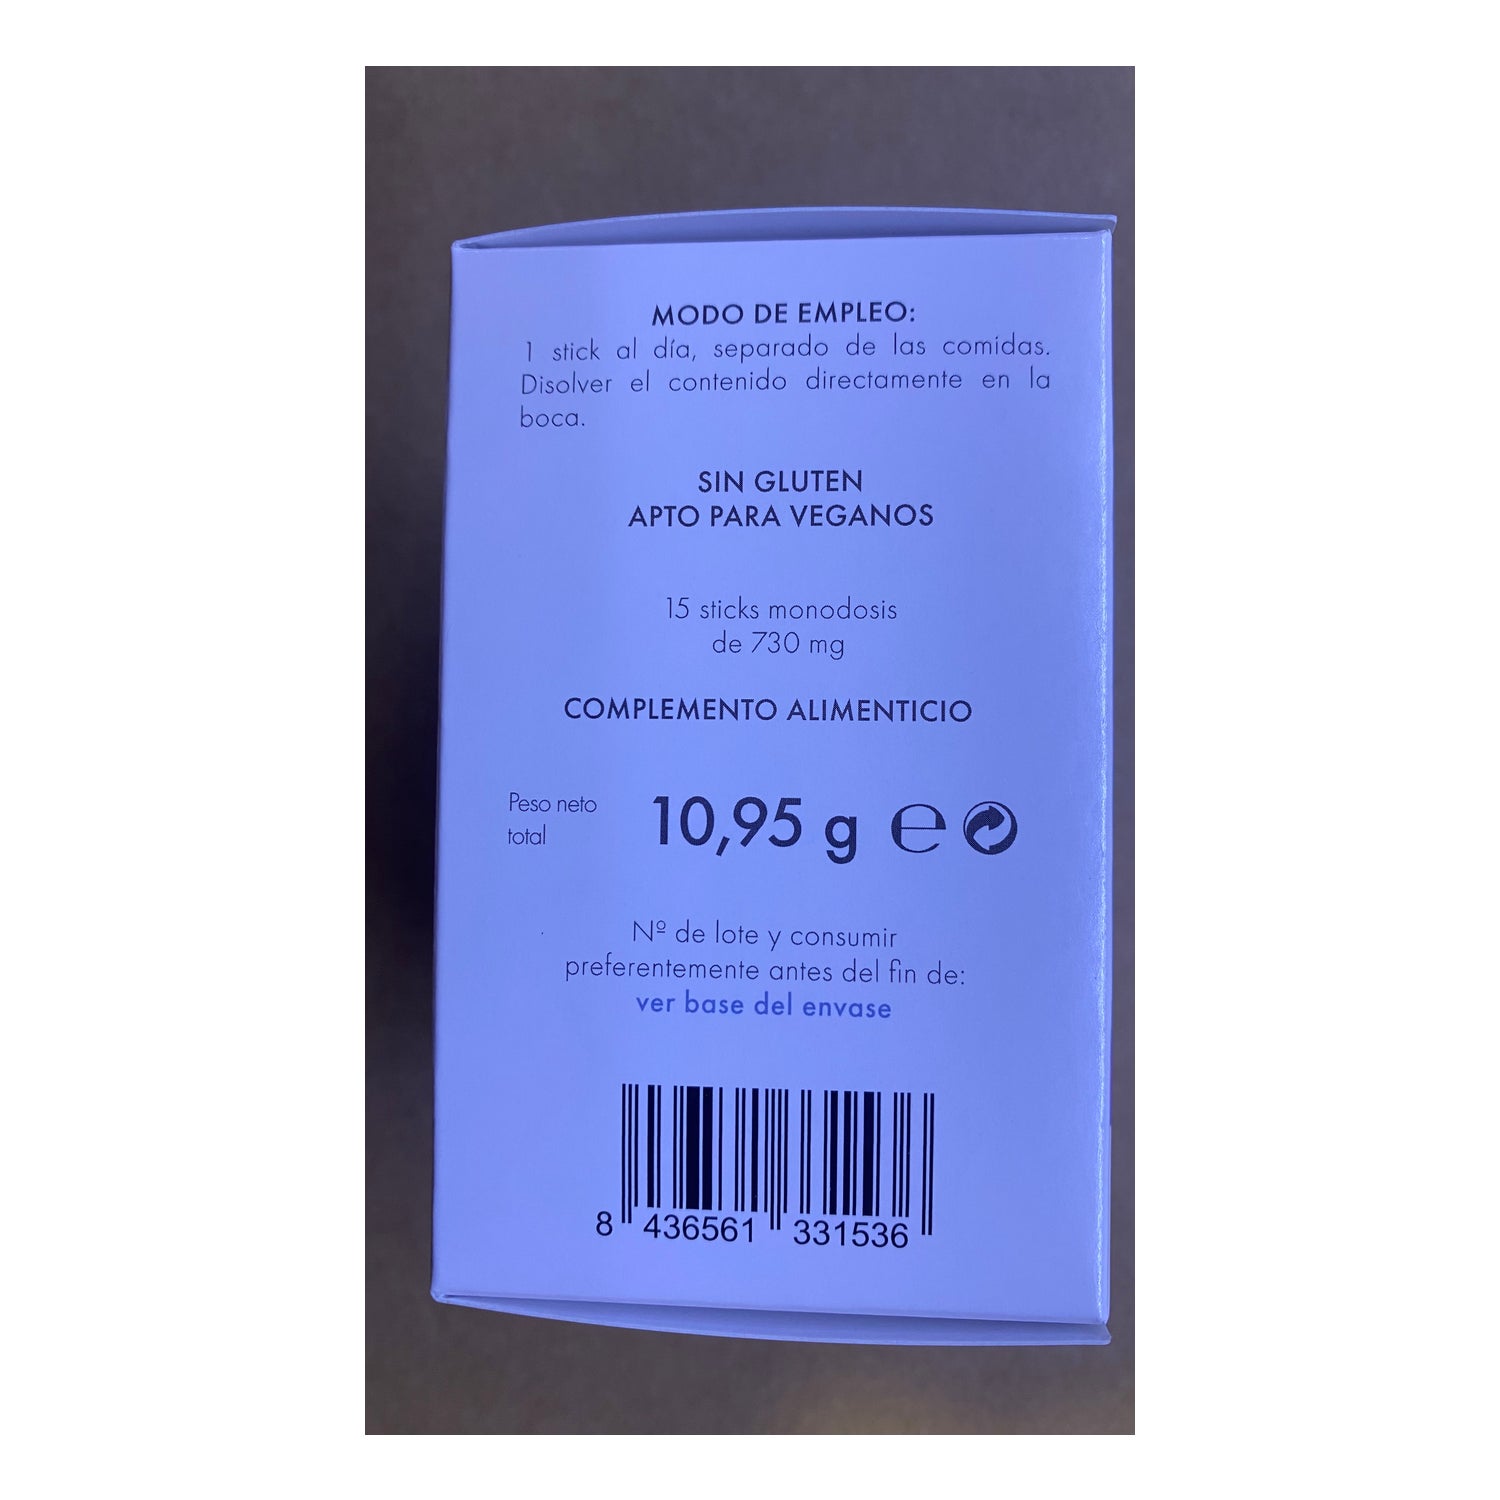 MODO DE EMPLEO:
1 stick al día, separado de las comidas.
Disolver el contenido directamente en la
boca.
SIN GLUTEN
APTO PARA VEGANOS
15 sticks monodosis
de 730 mg
COMPLEMENTO ALIMENTICIO
Peso neto
total
10,95 g ℮
Nº de lote y consumir
preferentemente antes del fin de:
ver base del envase
8 436561 331536